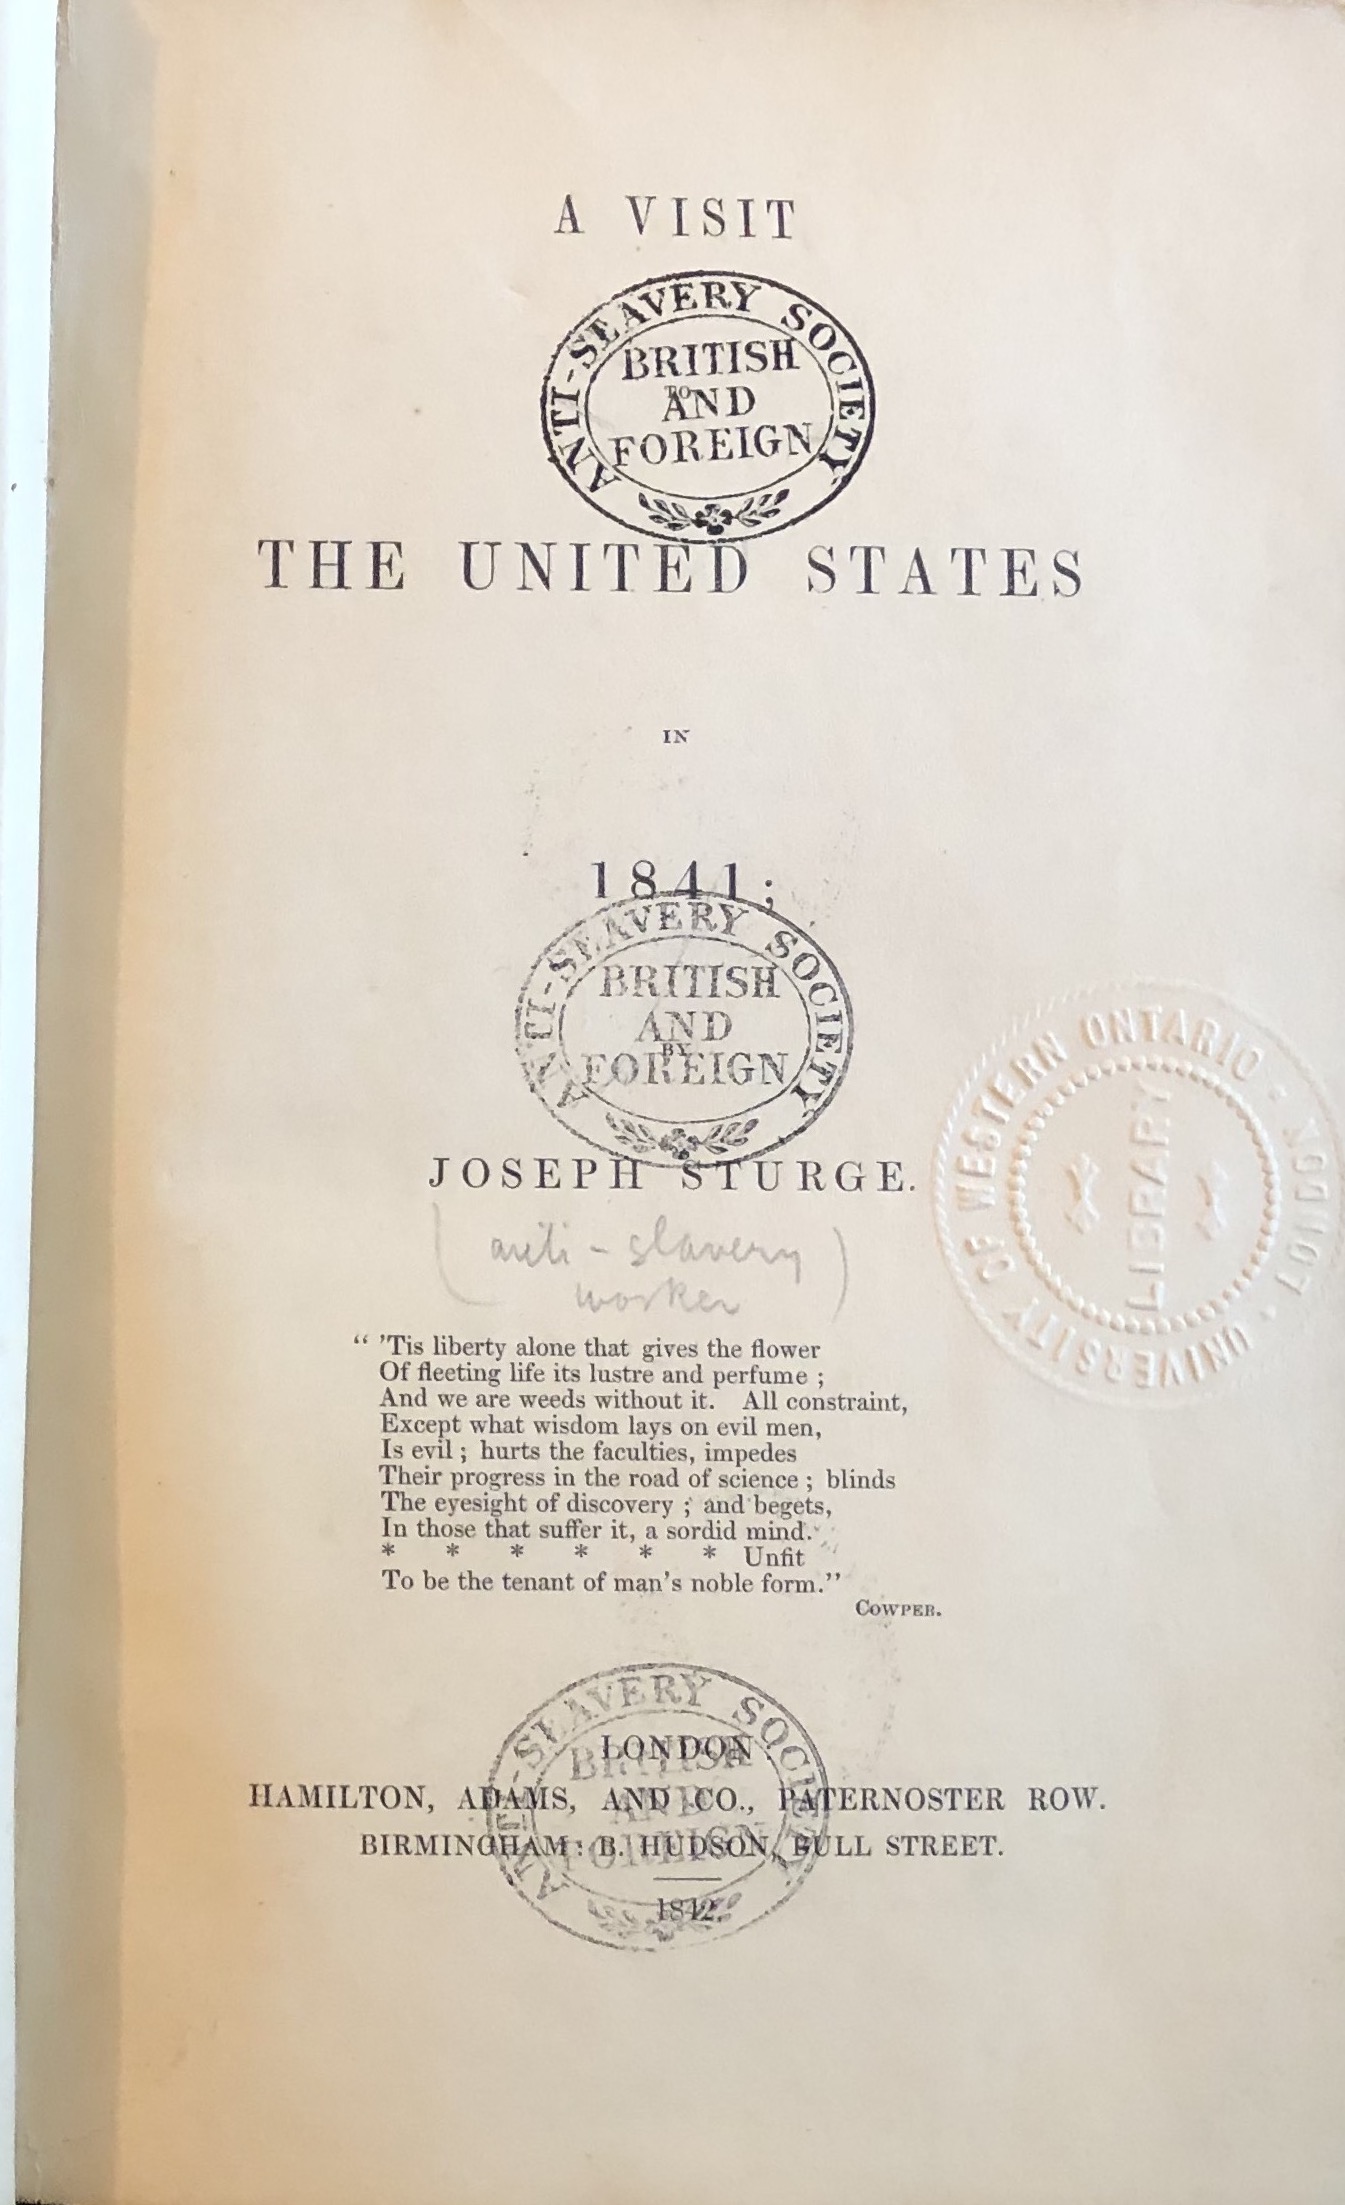 A VISIT
ANTI-SLAVERY SOCIETY
BRITISH
AND
FOREIGN
TO
THE UNITED STATES
IN
1841;
ANTI-SLAVERY SOCIETY
BRITISH
AND
FOREIGN
BY
JOSEPH STURGE.
(anti-slavery
worker)
UNIVERSITY OF WESTERN ONTARIO · LONDON ·
LIBRARY
" 'Tis liberty alone that gives the flower
Of fleeting life its lustre and perfume ;
And we are weeds without it. All constraint,
Except what wisdom lays on evil men,
Is evil ; hurts the faculties, impedes
Their progress in the road of science ; blinds
The eyesight of discovery ; and begets,
In those that suffer it, a sordid mind.
* * * * * * Unfit
To be the tenant of man's noble form."
COWPER.
ANTI-SLAVERY SOCIETY
BRITISH
AND
FOREIGN
LONDON :
HAMILTON, ADAMS, AND CO., PATERNOSTER ROW.
BIRMINGHAM: B. HUDSON, BULL STREET.
1842.